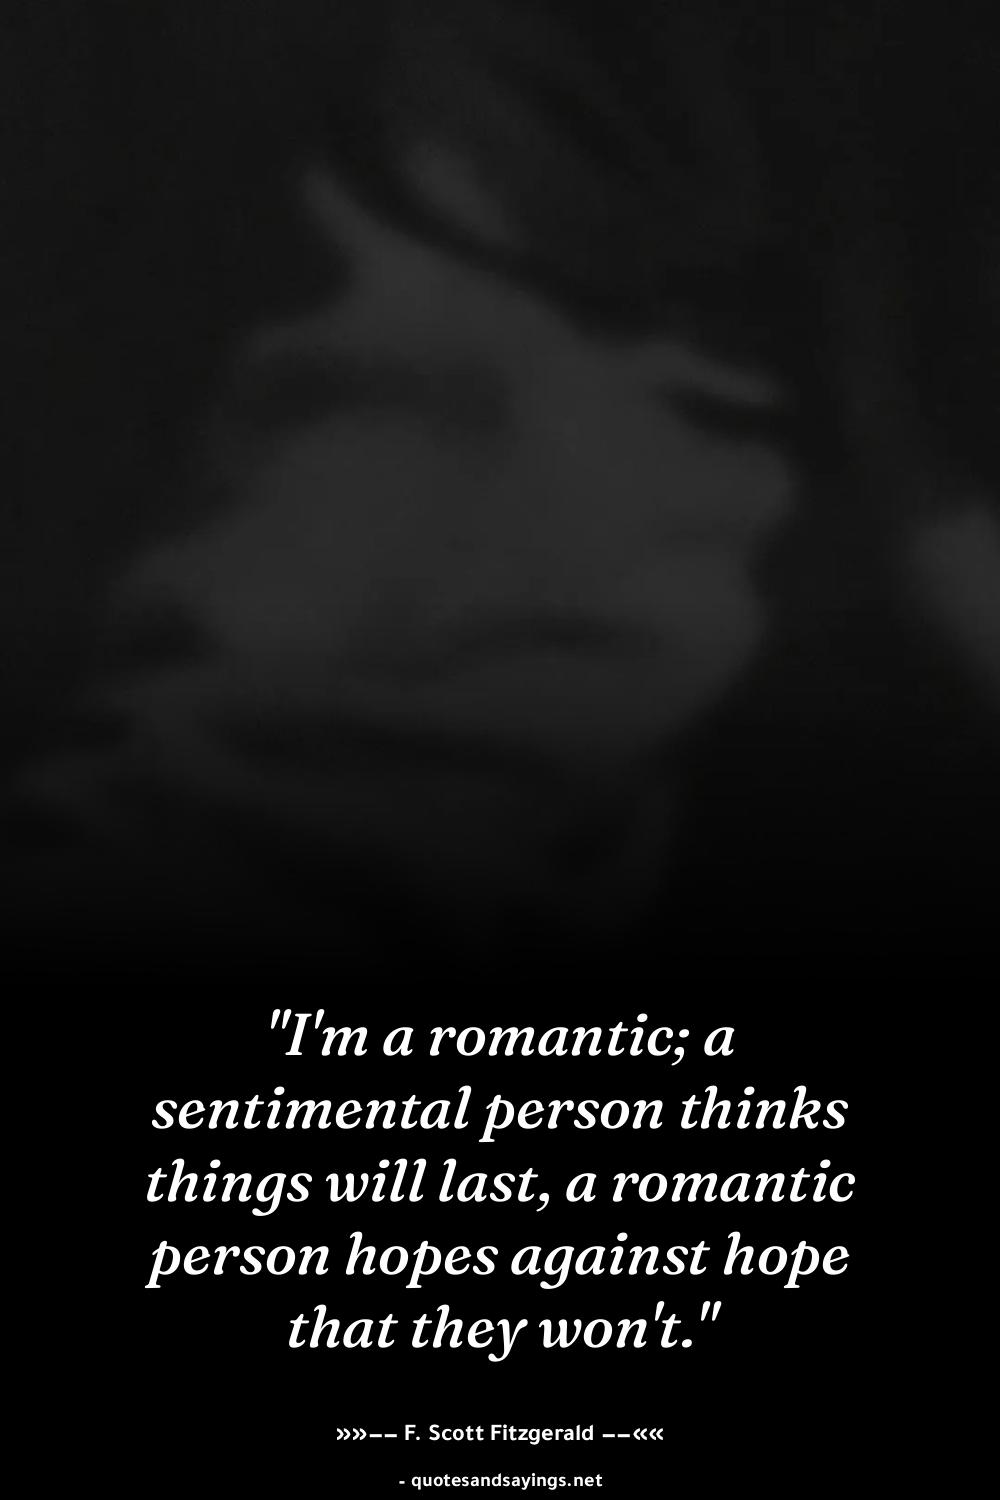 "I'm a romantic; a
sentimental person thinks
things will last, a romantic
person hopes against hope
that they won't."
»»–– F. Scott Fitzgerald ––««
- quotesandsayings.net